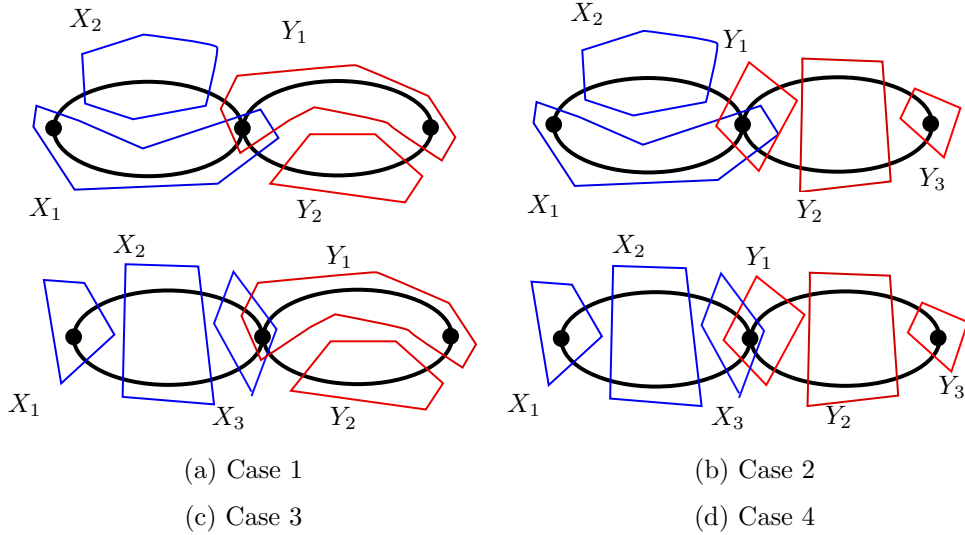 X₂ Y₁
X₁ Y₂
X₂
Y₁
X₁ Y₂ Y₃
X₂ Y₁
X₁ X₃ Y₂
X₂ Y₁
X₁ X₃ Y₂ Y₃
(a) Case 1
(b) Case 2
(c) Case 3
(d) Case 4